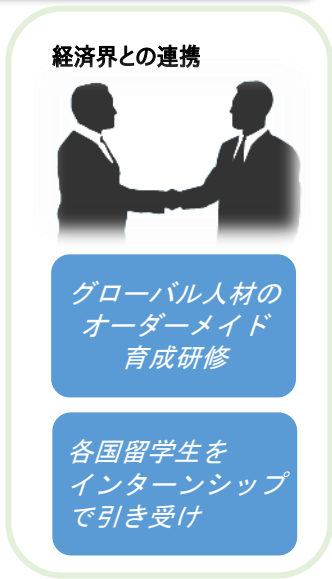 経済界との連携
グローバル人材の
オーダーメイド
育成研修
各国留学生を
インターンシップ
で引き受け